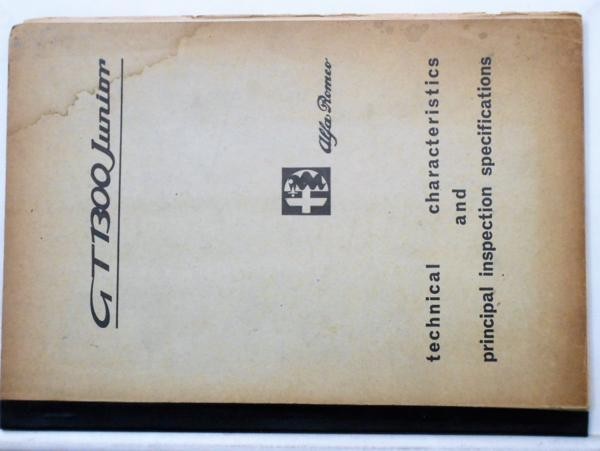 GT 1300 Junior
Alfa Romeo
technical characteristics
and
principal inspection specifications